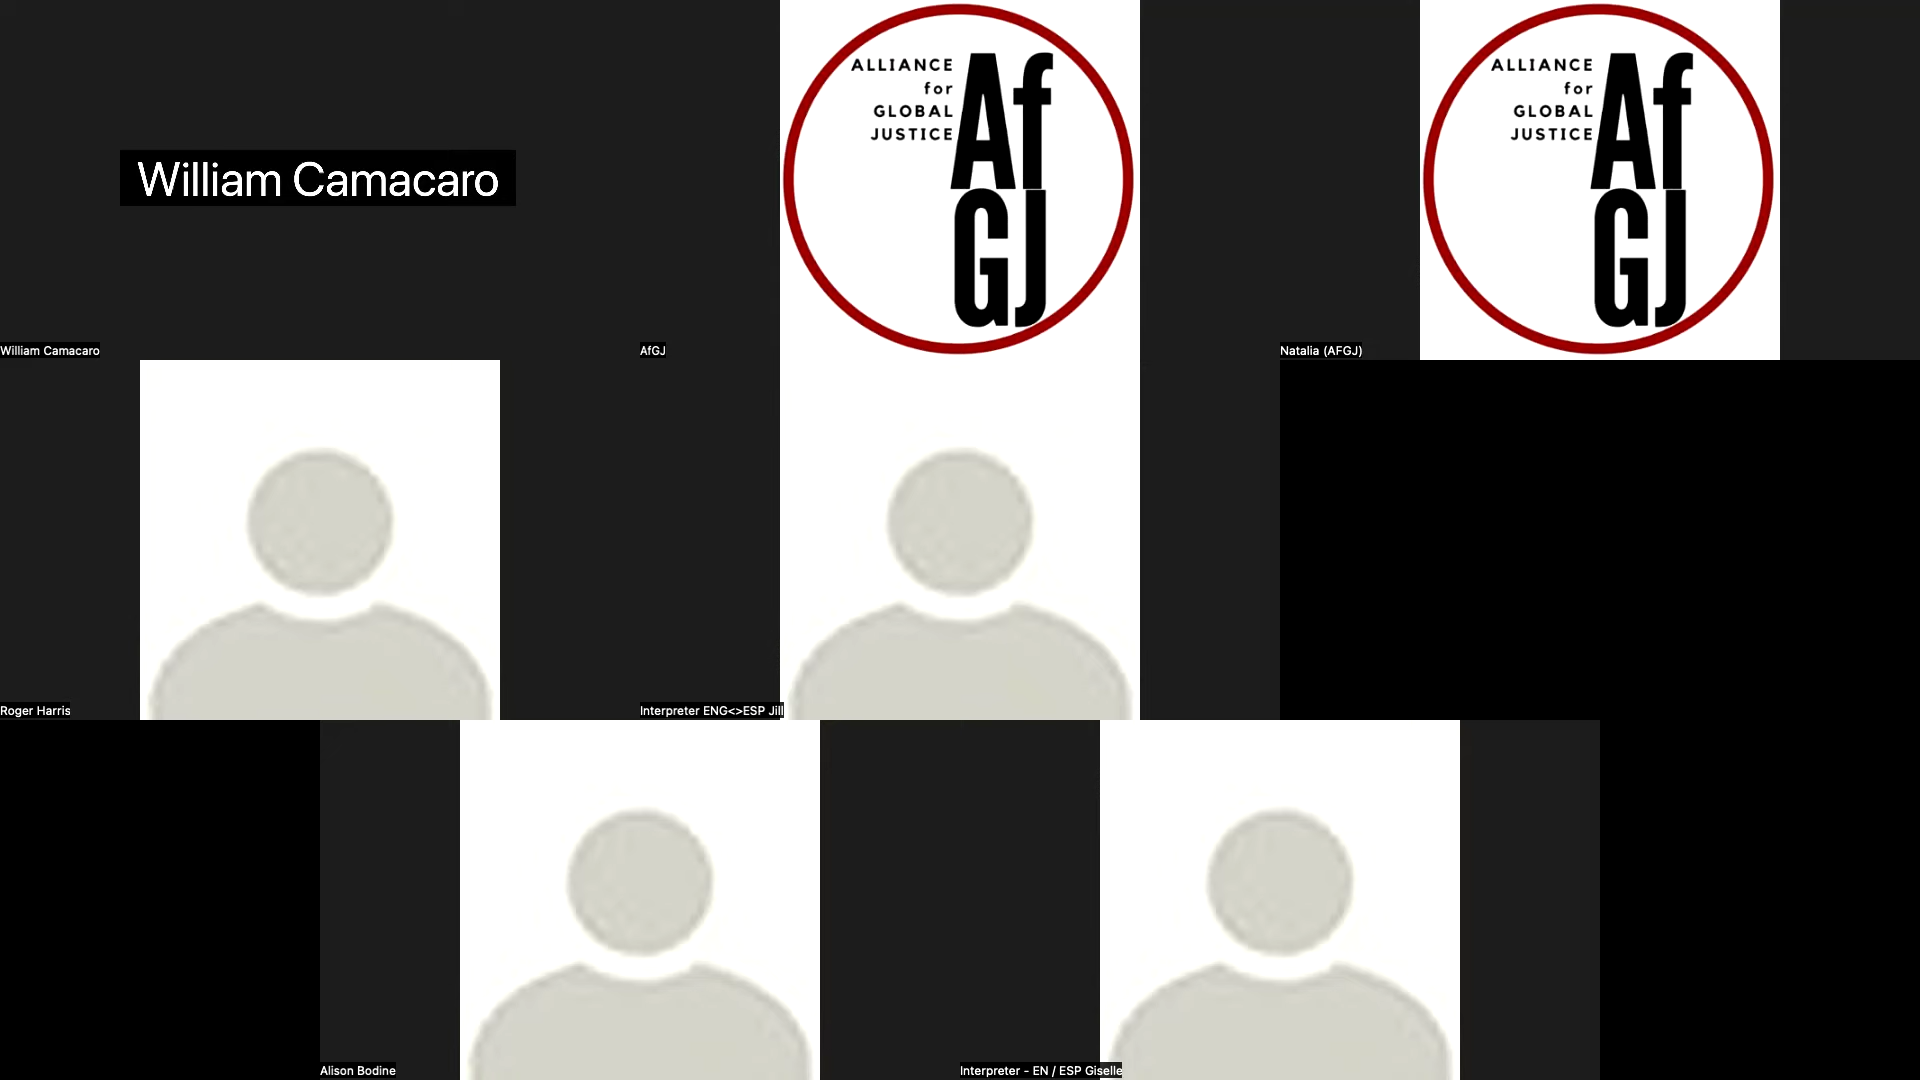 William Camacaro
ALLIANCE
for
GLOBAL
JUSTICE
Af
GJ
ALLIANCE
for
GLOBAL
JUSTICE
Af
GJ
William Camacaro
AfGJ
Natalia (AFGJ)
Roger Harris
Interpreter ENG<>ESP Jill
Alison Bodine
Interpreter - EN / ESP Giselle